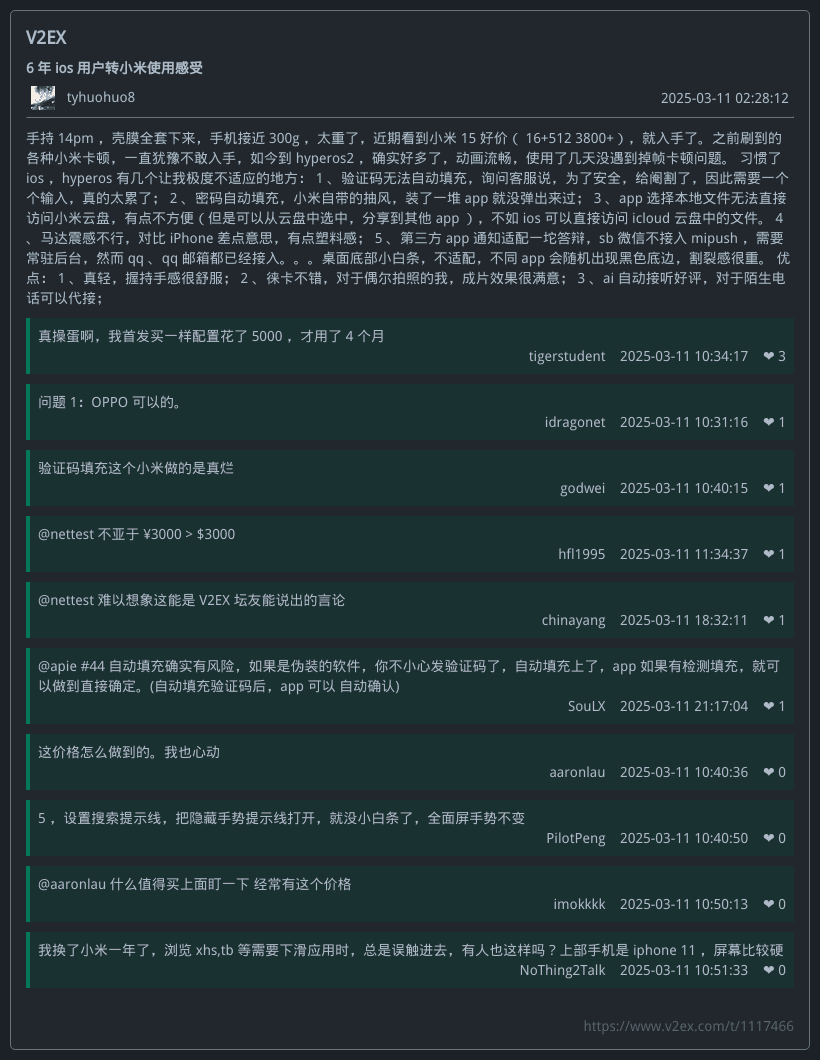 V2EX
6 年 ios 用户转小米使用感受
tyhuohuo8 2025-03-11 02:28:12
手持 14pm ，壳膜全套下来，手机接近 300g ，太重了，近期看到小米 15 好价（ 16+512 3800+ ），就入手了。之前刷到的
各种小米卡顿，一直犹豫不敢入手，如今到 hyperos2 ，确实好多了，动画流畅，使用了几天没遇到掉帧卡顿问题。 习惯了
ios ，hyperos 有几个让我极度不适应的地方： 1 、验证码无法自动填充，询问客服说，为了安全，给阉割了，因此需要一个
个输入，真的太累了； 2 、密码自动填充，小米自带的抽风，装了一堆 app 就没弹出来过； 3 、app 选择本地文件无法直接
访问小米云盘，有点不方便（但是可以从云盘中选中，分享到其他 app ），不如 ios 可以直接访问 icloud 云盘中的文件。 4
、马达震感不行，对比 iPhone 差点意思，有点塑料感； 5 、第三方 app 通知适配一坨答辩，sb 微信不接入 mipush ，需要
常驻后台，然而 qq 、qq 邮箱都已经接入。。。桌面底部小白条，不适配，不同 app 会随机出现黑色底边，割裂感很重。 优
点： 1 、真轻，握持手感很舒服； 2 、徕卡不错，对于偶尔拍照的我，成片效果很满意； 3 、ai 自动接听好评，对于陌生电
话可以代接；
真操蛋啊，我首发买一样配置花了 5000 ，才用了 4 个月
tigerstudent 2025-03-11 10:34:17 ❤ 3
问题 1：OPPO 可以的。
idragonet 2025-03-11 10:31:16 ❤ 1
验证码填充这个小米做的是真烂
godwei 2025-03-11 10:40:15 ❤ 1
@nettest 不亚于 ¥3000 > $3000
hfl1995 2025-03-11 11:34:37 ❤ 1
@nettest 难以想象这能是 V2EX 坛友能说出的言论
chinayang 2025-03-11 18:32:11 ❤ 1
@apie #44 自动填充确实有风险，如果是伪装的软件，你不小心发验证码了，自动填充上了，app 如果有检测填充，就可
以做到直接确定。(自动填充验证码后，app 可以 自动确认)
SouLX 2025-03-11 21:17:04 ❤ 1
这价格怎么做到的。我也心动
aaronlau 2025-03-11 10:40:36 ❤ 0
5 ，设置搜索提示线，把隐藏手势提示线打开，就没小白条了，全面屏手势不变
PilotPeng 2025-03-11 10:40:50 ❤ 0
@aaronlau 什么值得买上面盯一下 经常有这个价格
imokkkk 2025-03-11 10:50:13 ❤ 0
我换了小米一年了，浏览 xhs,tb 等需要下滑应用时，总是误触进去，有人也这样吗？上部手机是 iphone 11 ，屏幕比较硬
NoThing2Talk 2025-03-11 10:51:33 ❤ 0
https://www.v2ex.com/t/1117466